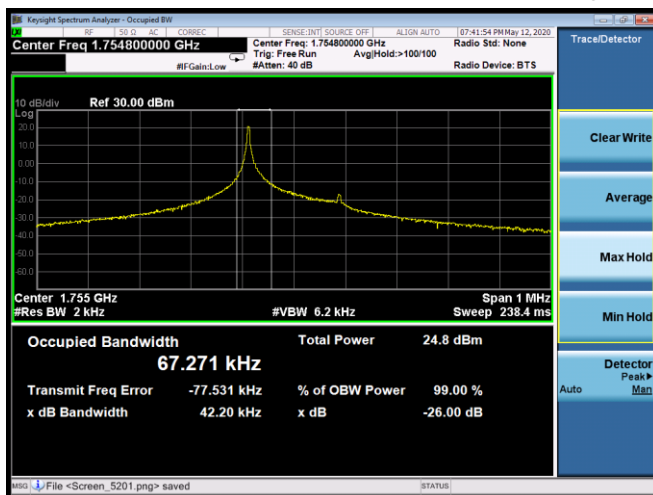 Keysight Spectrum Analyzer - Occupied BW
RF 50 Ω AC CORREC SENSE:INT SOURCE OFF ALIGN AUTO 07:41:54 PM May 12, 2020
Center Freq 1.754800000 GHz Center Freq: 1.754800000 GHz Radio Std: None
Trig: Free Run Avg|Hold:>100/100
#IFGain:Low #Atten: 40 dB Radio Device: BTS
Trace/Detector
10 dB/div Ref 30.00 dBm
Log
20.0
10.0
0.00
-10.0
-20.0
-30.0
-40.0
-50.0
-60.0
Center 1.755 GHz Span 1 MHz
#Res BW 2 kHz #VBW 6.2 kHz Sweep 238.4 ms
Occupied Bandwidth Total Power 24.8 dBm
67.271 kHz
Transmit Freq Error -77.531 kHz % of OBW Power 99.00 %
x dB Bandwidth 42.20 kHz x dB -26.00 dB
Clear Write
Average
Max Hold
Min Hold
Detector
Peak▶
Auto Man
MSG File <Screen_5201.png> saved STATUS